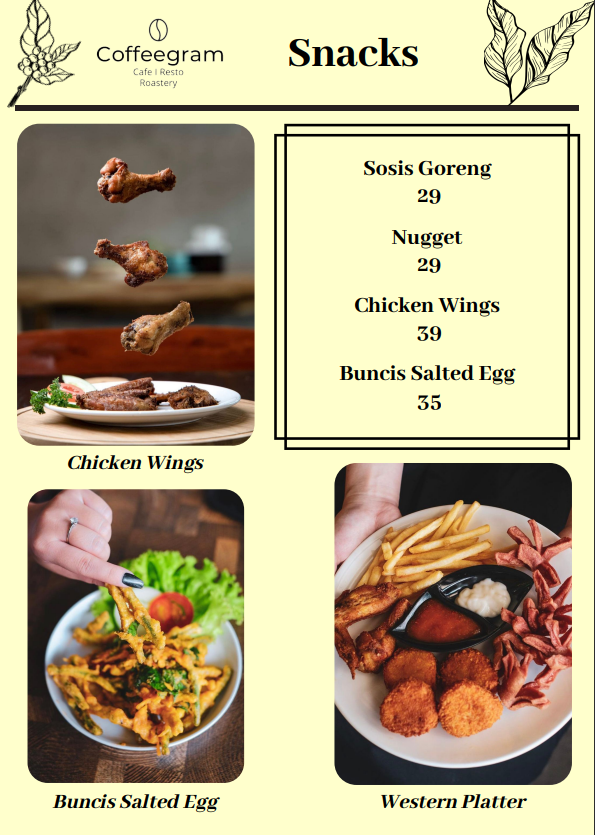 Coffeegram
Cafe I Resto
Roastery
Snacks
Sosis Goreng
29
Nugget
29
Chicken Wings
39
Buncis Salted Egg
35
Chicken Wings
Buncis Salted Egg
Western Platter